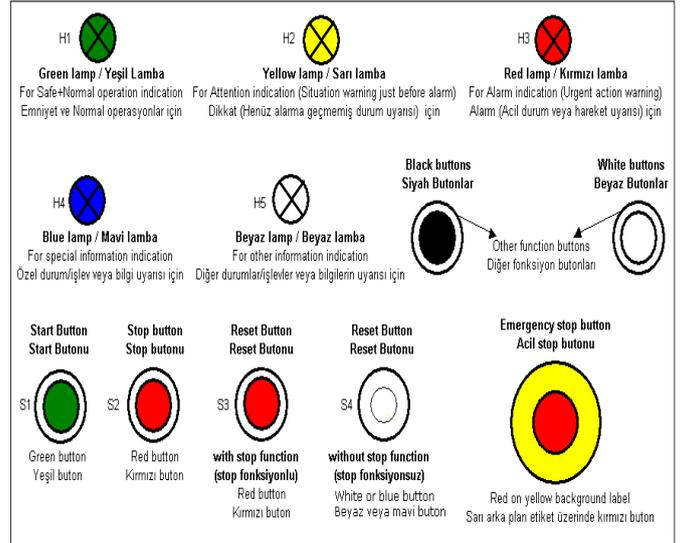 H1
Green lamp / Yeşil Lamba
For Safe+Normal operation indication
Emniyet ve Normal operasyonlar için
H2
Yellow lamp / Sarı lamba
For Attention indication (Situation warning just before alarm)
Dikkat (Henüz alarma geçmemiş durum uyarısı) için
H3
Red lamp / Kırmızı lamba
For Alarm indication (Urgent action warning)
Alarm (Acil durum veya hareket uyarısı) için
H4
Blue lamp / Mavi lamba
For special information indication
Özel durum/işlev veya bilgi uyarısı için
H5
Beyaz lamp / Beyaz lamba
For other information indication
Diğer durumlar/işlevler veya bilgilerin uyarısı için
Black buttons
Siyah Butonlar
White buttons
Beyaz Butonlar
Other function buttons
Diğer fonksiyon butonları
Start Button
Start Butonu
S1
Green button
Yeşil buton
Stop button
Stop butonu
S2
Red button
Kırmızı buton
Reset Button
Reset Butonu
S3
with stop function
(stop fonksiyonlu)
Red button
Kırmızı buton
Reset Button
Reset Butonu
S4
without stop function
(stop fonksiyonsuz)
White or blue button
Beyaz veya mavi buton
Emergency stop button
Acil stop butonu
Red on yellow background label
Sarı arka plan etiket üzerinde kırmızı buton